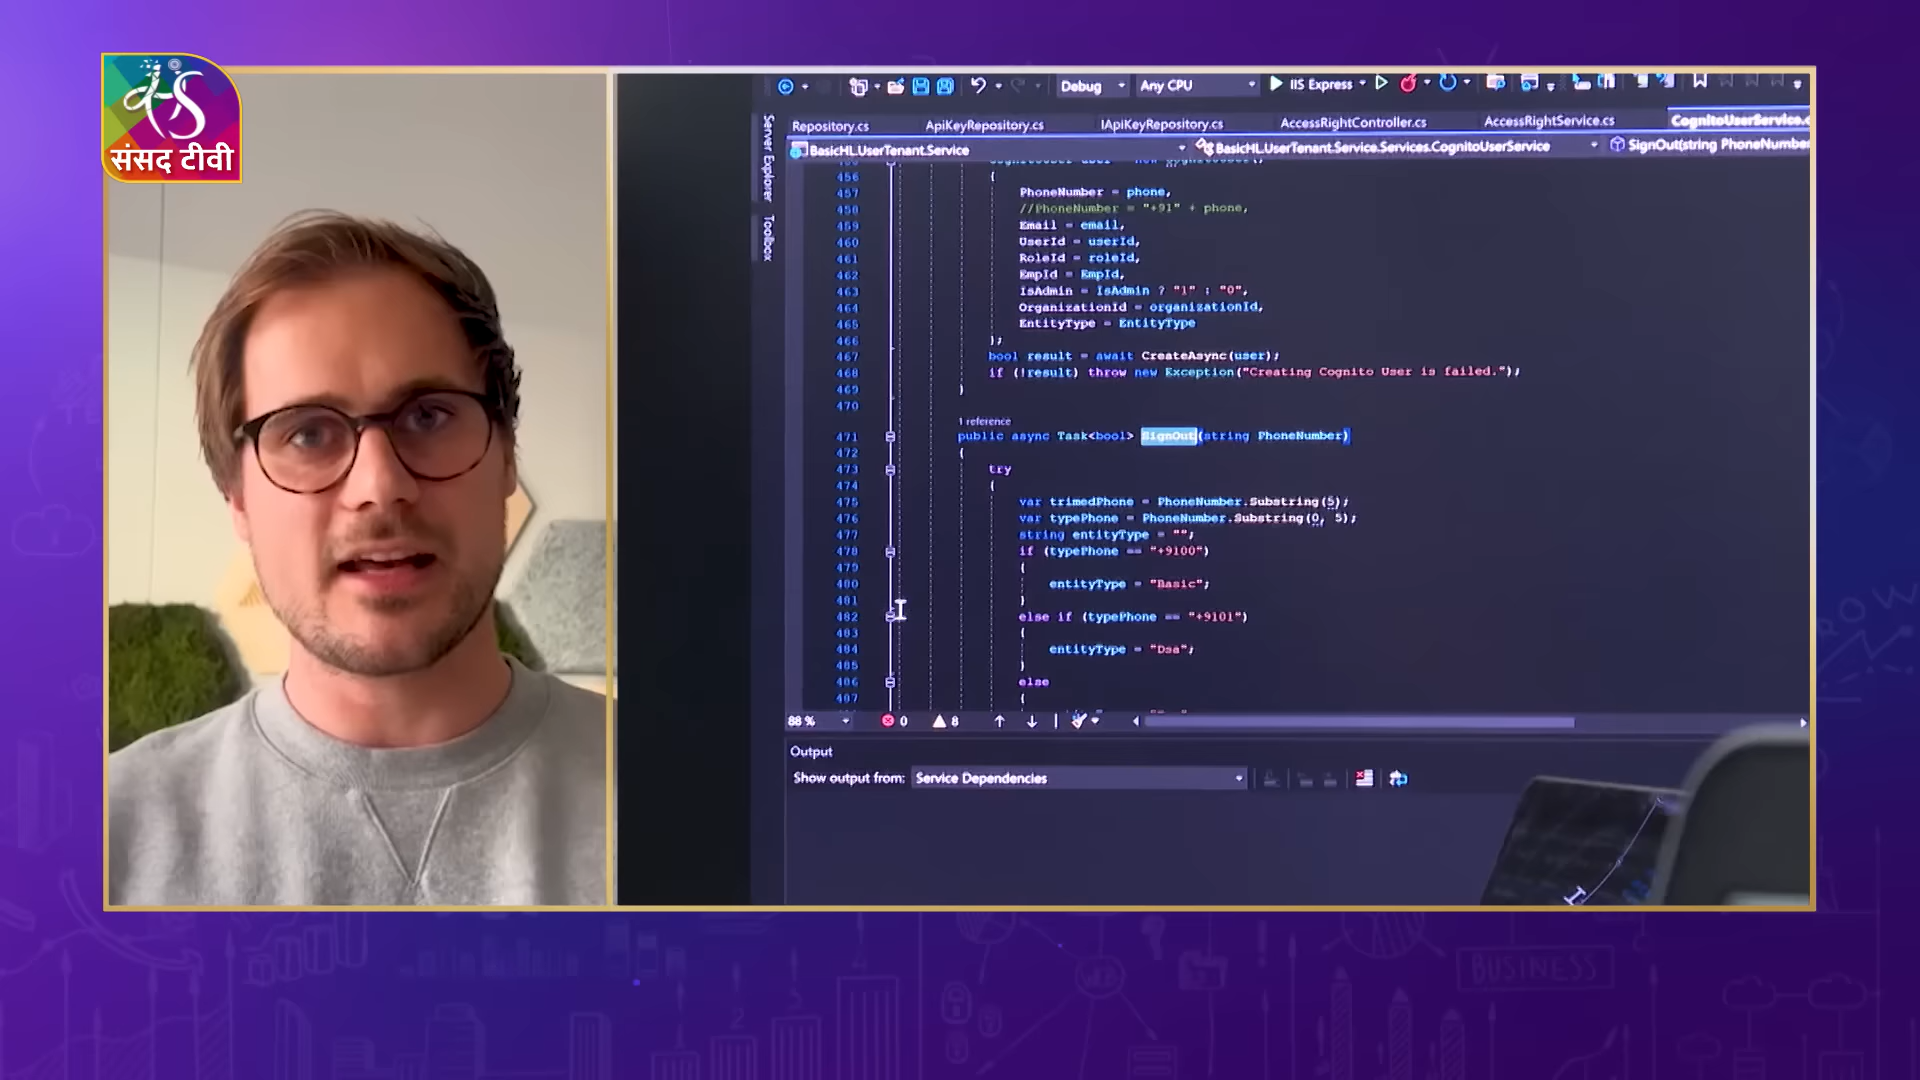 संसद टीवी
Debug
Any CPU
IIS Express
Server Explorer
Toolbox
Repository.cs
ApiKeyRepository.cs
IApiKeyRepository.cs
AccessRightController.cs
AccessRightService.cs
CognitoUserService.c
BasicHL.UserTenant.Service
BasicHL.UserTenant.Service.Services.CognitoUserService
SignOut(string PhoneNumber
456 {
457 PhoneNumber = phone,
458 //PhoneNumber = "+91" + phone,
459 Email = email,
460 UserId = userId,
461 RoleId = roleId,
462 EmpId = EmpId,
463 IsAdmin = IsAdmin ? "1" : "0",
464 OrganizationId = organizationId,
465 EntityType = EntityType
466 };
467 bool result = await CreateAsync(user);
468 if (!result) throw new Exception("Creating Cognito User is failed.");
469 }
470
1 reference
471 public async Task<bool> SignOut(string PhoneNumber)
472 {
473 try
474 {
475 var trimedPhone = PhoneNumber.Substring(5);
476 var typePhone = PhoneNumber.Substring(0, 5);
477 string entityType = "";
478 if (typePhone == "+9100")
479 {
480 entityType = "Basic";
481 }
482 else if (typePhone == "+9101")
483 {
484 entityType = "Dsa";
485 }
486 else
487 {
88 %
0
8
Output
Show output from: Service Dependencies
BUSINESS